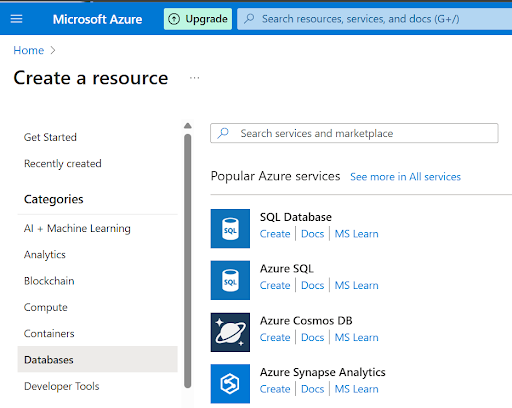 Microsoft Azure
Upgrade
Search resources, services, and docs (G+/)
Home >
Create a resource ...
Get Started
Recently created
Categories
AI + Machine Learning
Analytics
Blockchain
Compute
Containers
Databases
Developer Tools
Search services and marketplace
Popular Azure services See more in All services
SQL Database
Create | Docs | MS Learn
Azure SQL
Create | Docs | MS Learn
Azure Cosmos DB
Create | Docs | MS Learn
Azure Synapse Analytics
Create | Docs | MS Learn
SQL
SQL